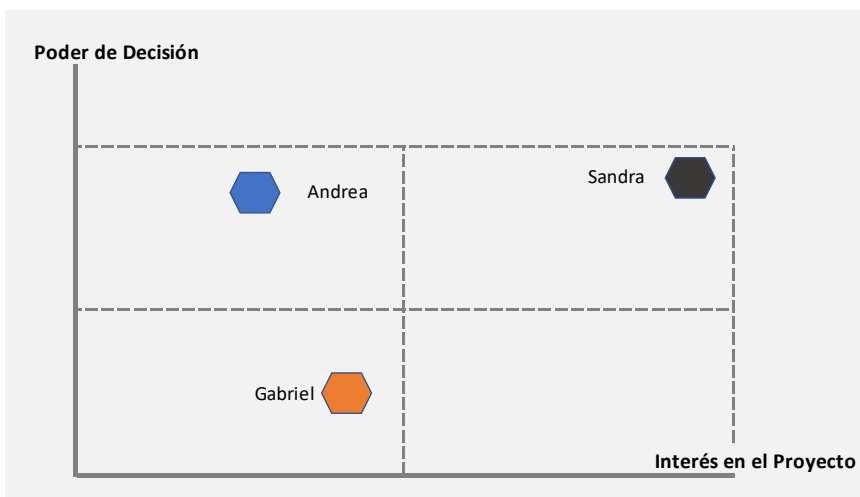 Poder de Decisión
Sandra
Andrea
Gabriel
Interés en el Proyecto